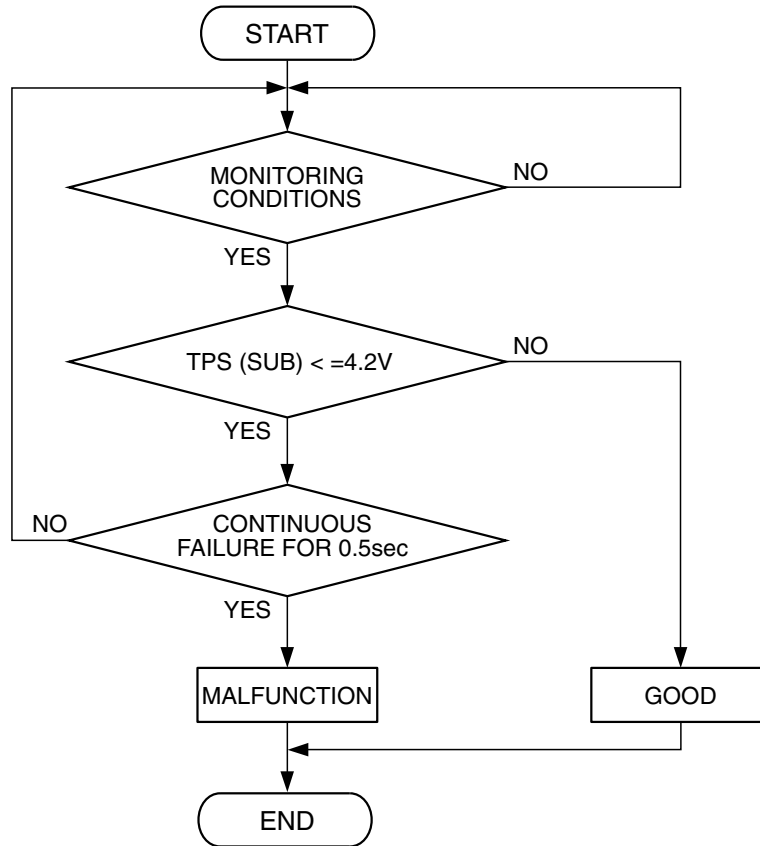 START
MONITORING
CONDITIONS
NO
YES
TPS (SUB) < =4.2V
NO
YES
CONTINUOUS
FAILURE FOR 0.5sec
NO
YES
MALFUNCTION
GOOD
END